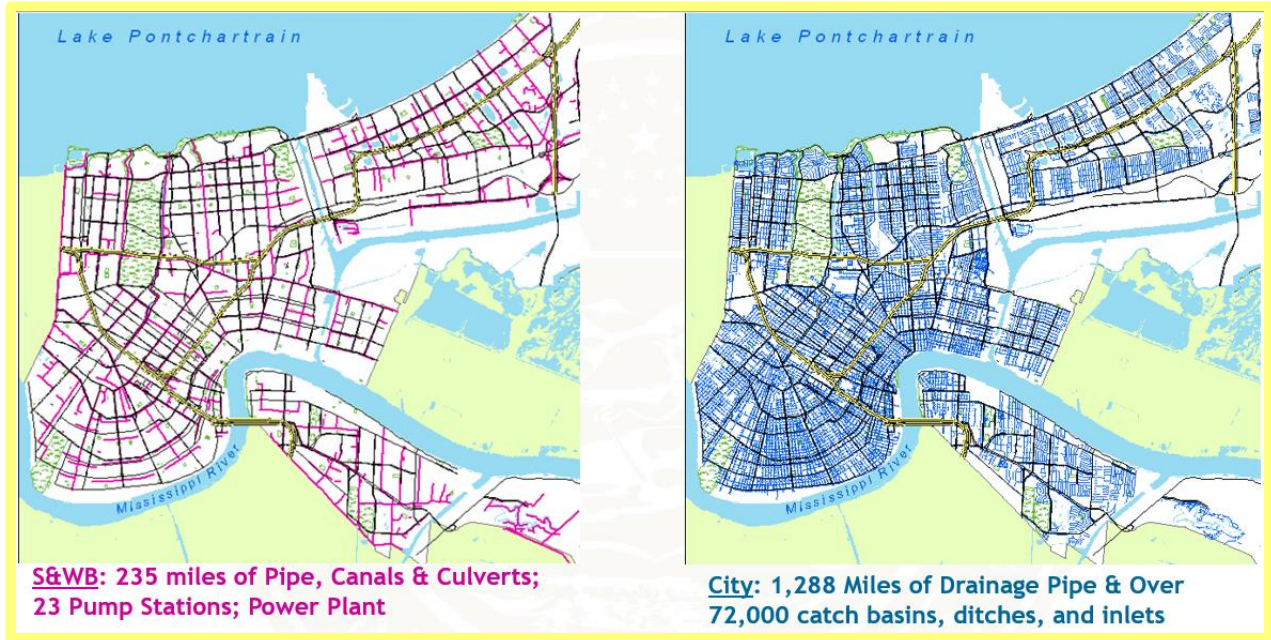 Lake Pontchartrain
Mississippi River
S&WB: 235 miles of Pipe, Canals & Culverts;
23 Pump Stations; Power Plant
Lake Pontchartrain
Mississippi River
City: 1,288 Miles of Drainage Pipe & Over
72,000 catch basins, ditches, and inlets